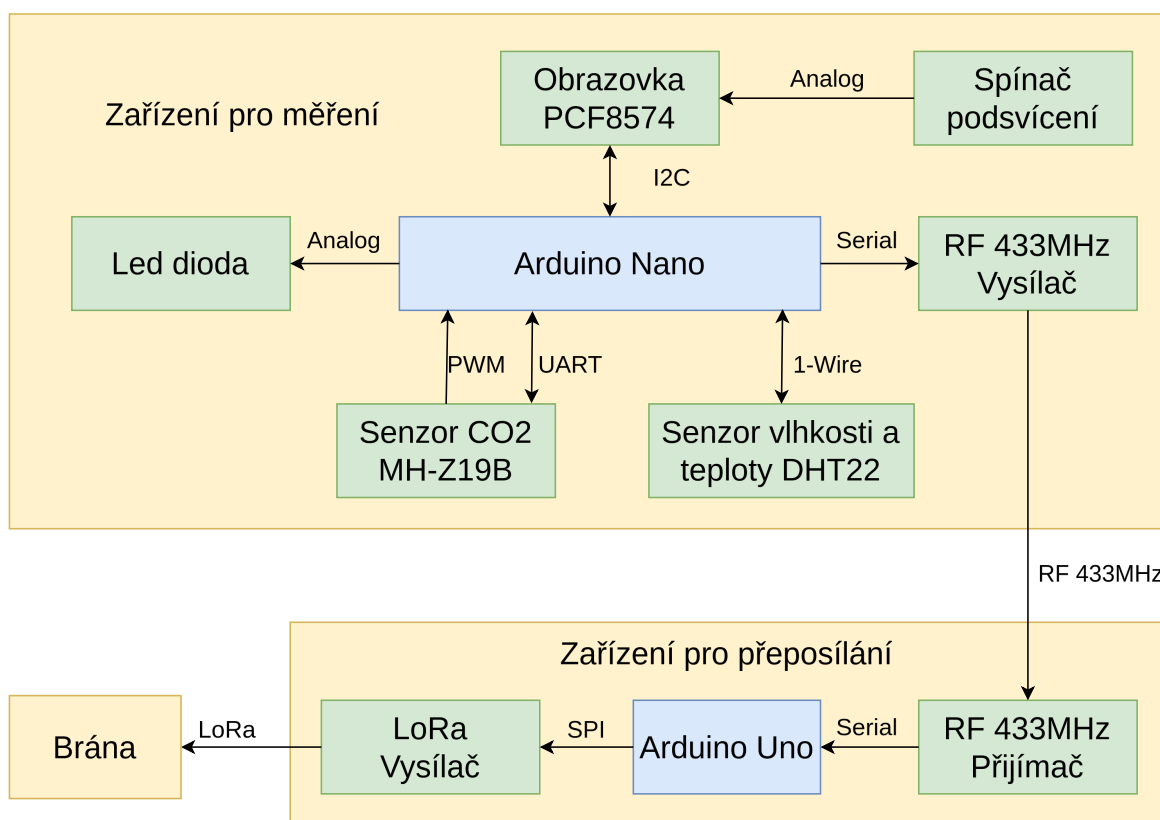 Zařízení pro měření
Obrazovka
PCF8574
Analog
Spínač
podsvícení
I2C
Led dioda
Analog
Arduino Nano
Serial
RF 433MHz
Vysílač
PWM
UART
1-Wire
Senzor CO2
MH-Z19B
Senzor vlhkosti a
teploty DHT22
RF 433MHz
Zařízení pro přeposílání
Brána
LoRa
LoRa
Vysílač
SPI
Arduino Uno
Serial
RF 433MHz
Přijímač